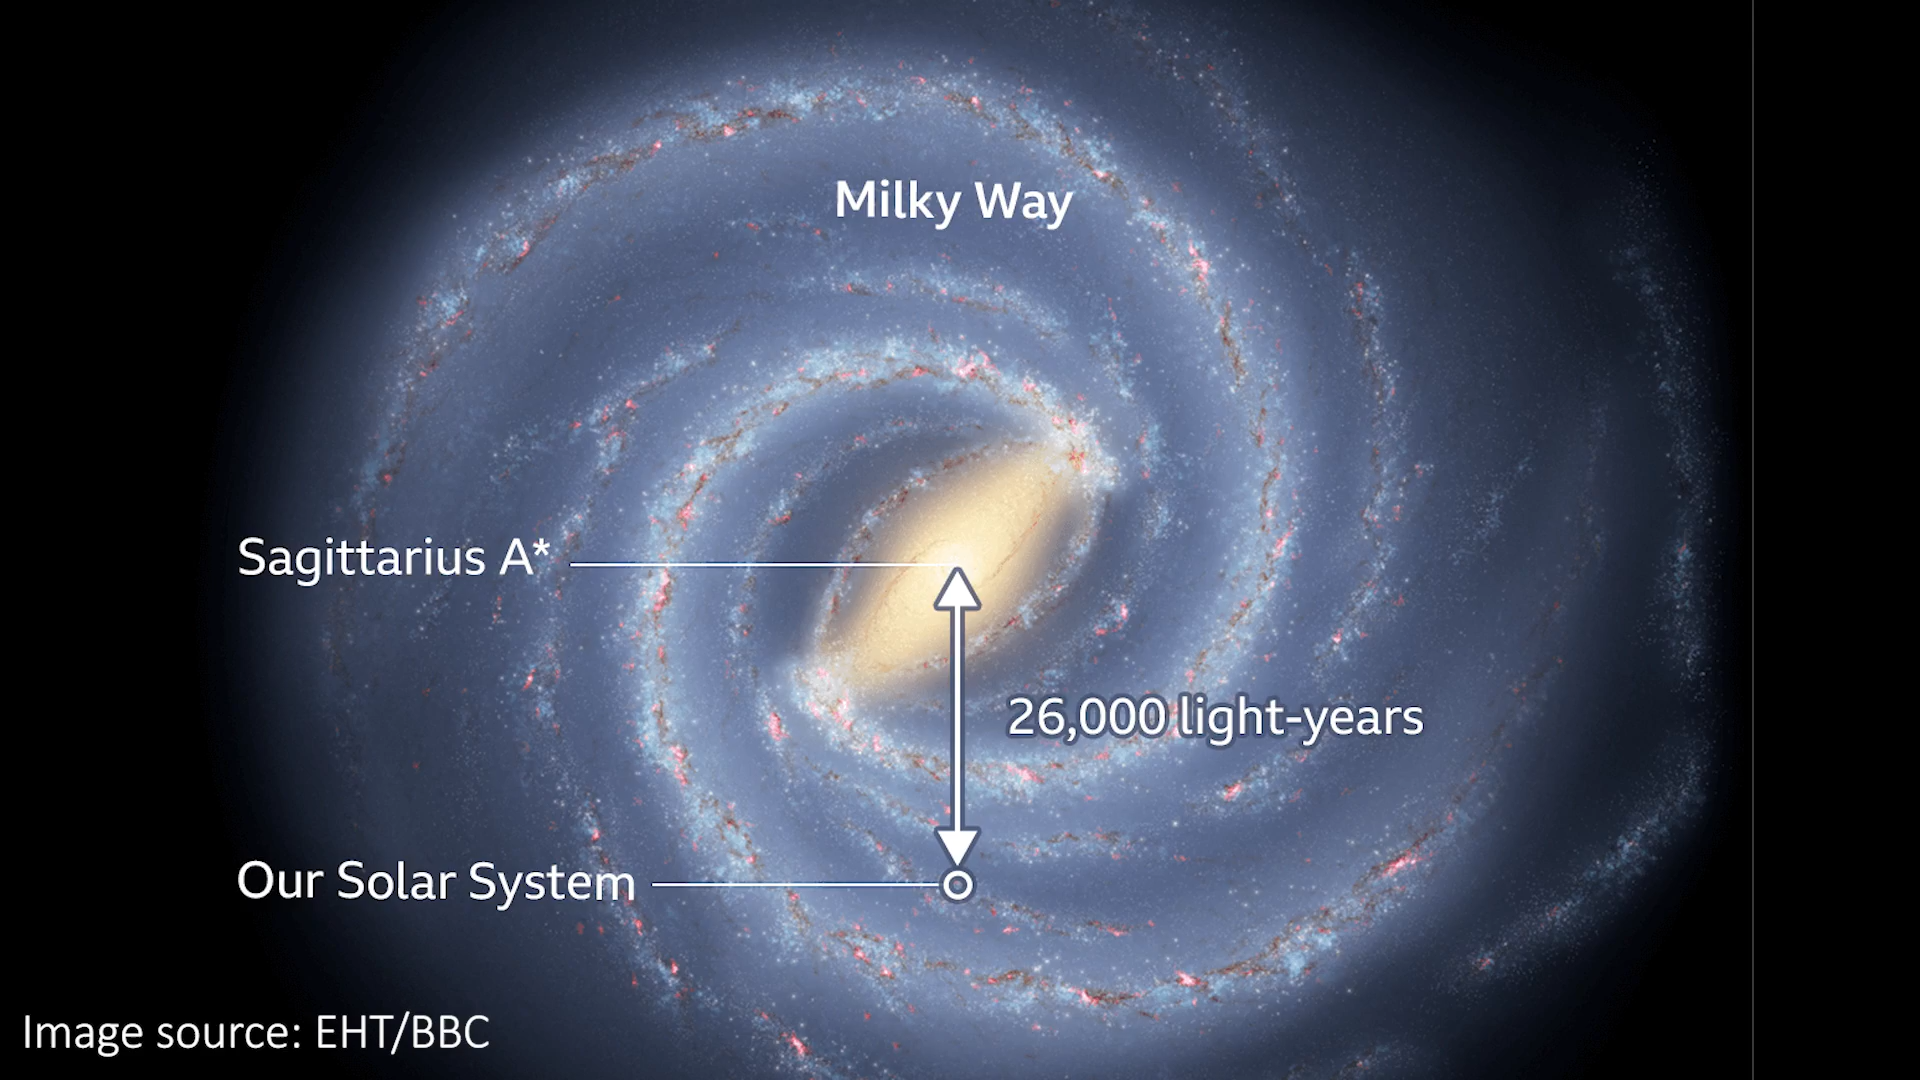 Milky Way
Sagittarius A*
26,000 light-years
Our Solar System
Image source: EHT/BBC